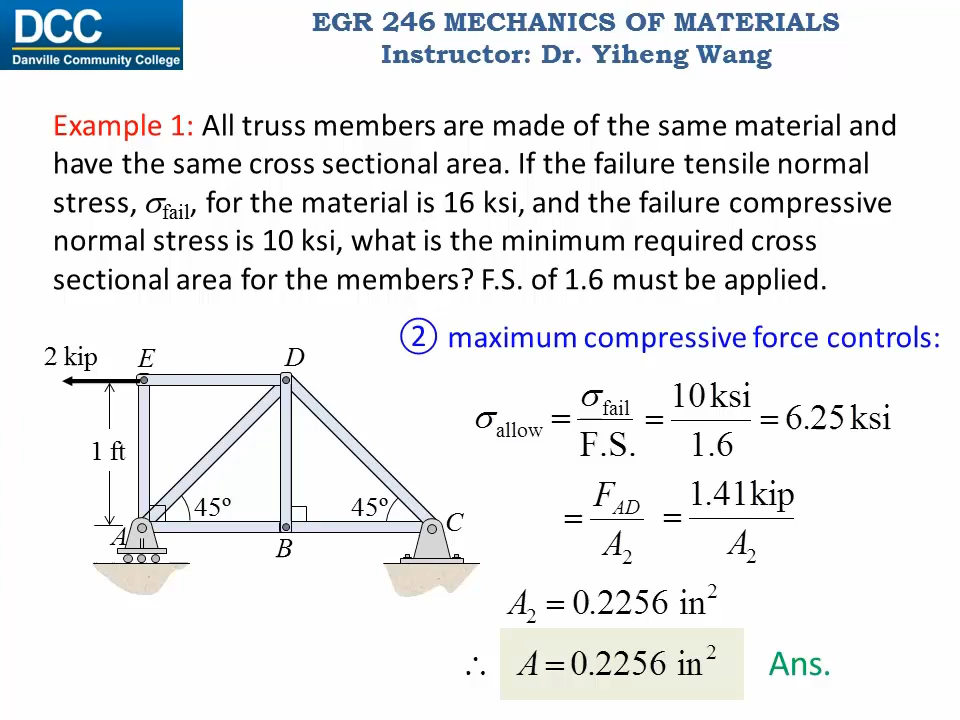 DCC
Danville Community College
EGR 246 MECHANICS OF MATERIALS
Instructor: Dr. Yiheng Wang
Example 1: All truss members are made of the same material and
have the same cross sectional area. If the failure tensile normal
stress, σfail, for the material is 16 ksi, and the failure compressive
normal stress is 10 ksi, what is the minimum required cross
sectional area for the members? F.S. of 1.6 must be applied.
② maximum compressive force controls:
2 kip E D
1 ft
45º 45º
A B C
σallow = σfail / F.S. = 10 ksi / 1.6 = 6.25 ksi
= FAD / A2 = 1.41kip / A2
A2 = 0.2256 in²
∴ A = 0.2256 in² Ans.